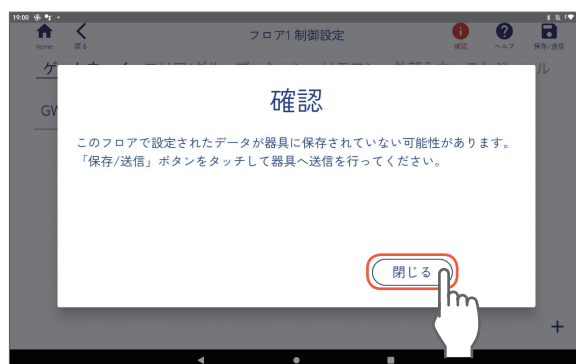 19:00
home
戻る
フロア1 制御設定
確認
ヘルプ
保存/送信
GW
確認
このフロアで設定されたデータが器具に保存されていない可能性があります。
「保存/送信」ボタンをタッチして器具へ送信を行ってください。
閉じる